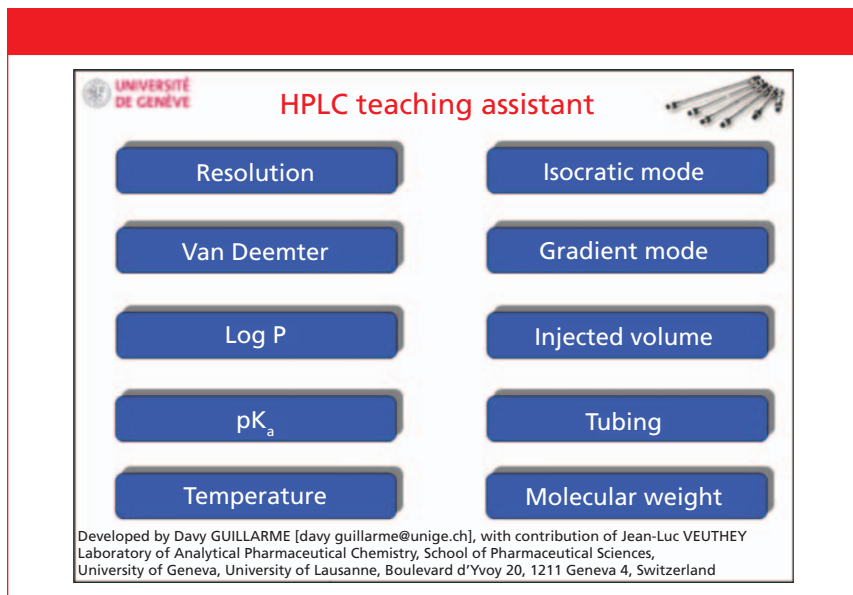 UNIVERSITÉ
DE GENÈVE
HPLC teaching assistant
Resolution
Isocratic mode
Van Deemter
Gradient mode
Log P
Injected volume
pKa
Tubing
Temperature
Molecular weight
Developed by Davy GUILLARME [davy guillarme@unige.ch], with contribution of Jean-Luc VEUTHEY
Laboratory of Analytical Pharmaceutical Chemistry, School of Pharmaceutical Sciences,
University of Geneva, University of Lausanne, Boulevard d'Yvoy 20, 1211 Geneva 4, Switzerland